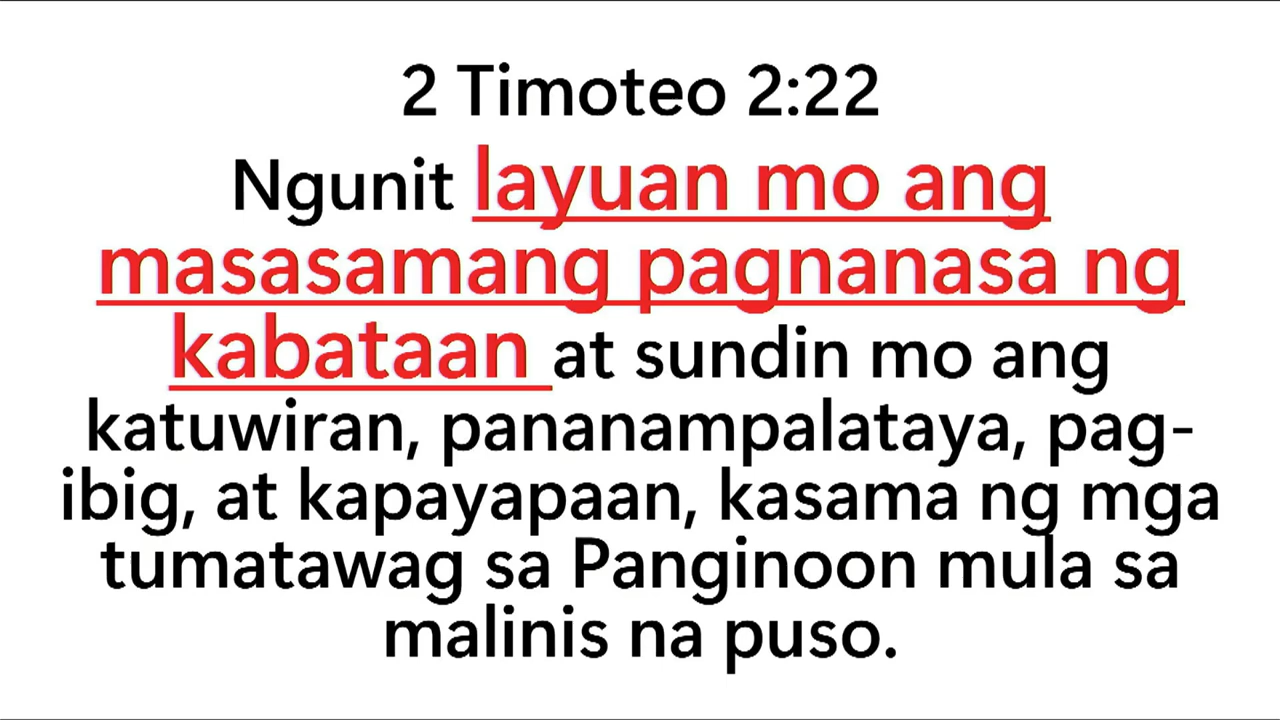 2 Timoteo 2:22
Ngunit layuan mo ang
masasamang pagnanasa ng
kabataan at sundin mo ang
katuwiran, pananampalataya, pag-
ibig, at kapayapaan, kasama ng mga
tumatawag sa Panginoon mula sa
malinis na puso.